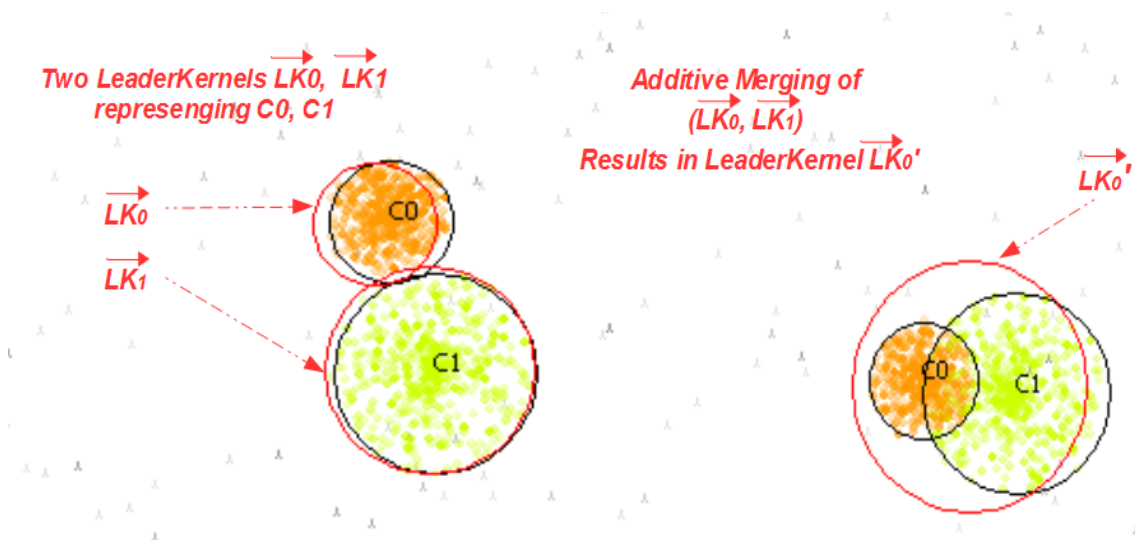 Two LeaderKernels LK0, LK1
represenging C0, C1
LK0
LK1
C0
C1
Additive Merging of
(LK0, LK1)
Results in LeaderKernel LK0'
LK0'
C0
C1